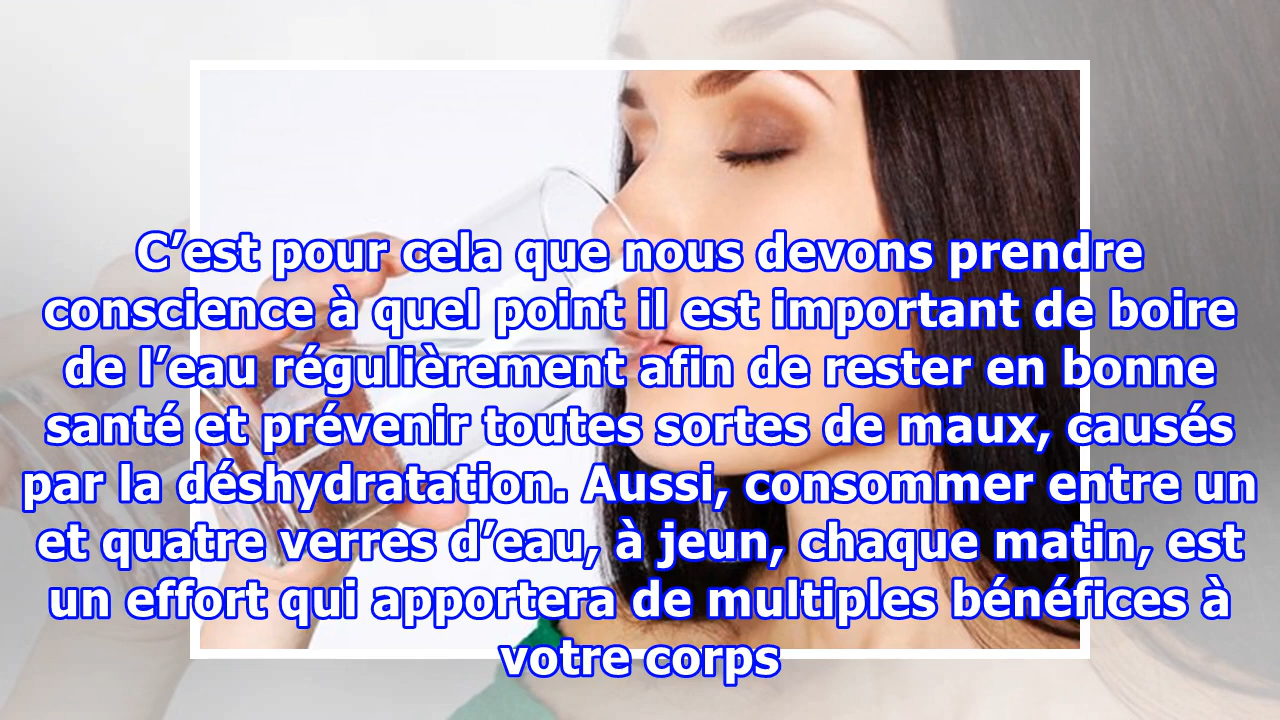 C’est pour cela que nous devons prendre
conscience à quel point il est important de boire
de l’eau régulièrement afin de rester en bonne
santé et prévenir toutes sortes de maux, causés
par la déshydratation. Aussi, consommer entre un
et quatre verres d’eau, à jeun, chaque matin, est
un effort qui apportera de multiples bénéfices à
votre corps